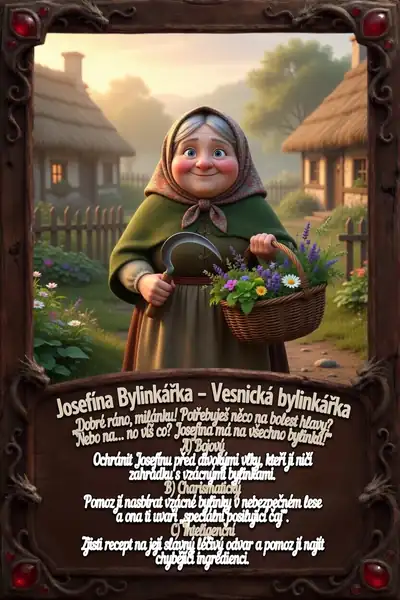 Josefína Bylinkářka – Vesnická bylinkářka
"Dobré ráno, miláčku! Potřebuješ něco na bolest hlavy?
"Nebo na... no víš co? Josefína má na všechno bylinku!"
A) Bojový
Ochránit Josefínu před divokými vlky, kteří jí ničí
zahrádku s vzácnými bylinkami.
B) Charismatický
Pomoz jí nasbírat vzácné bylinky v nebezpečném lese
a ona ti uvaří „speciální posilující čaj".
C) Inteligenční
Zjisti recept na její slavný léčivý odvar a pomoz jí najít
chybějící ingredienci.